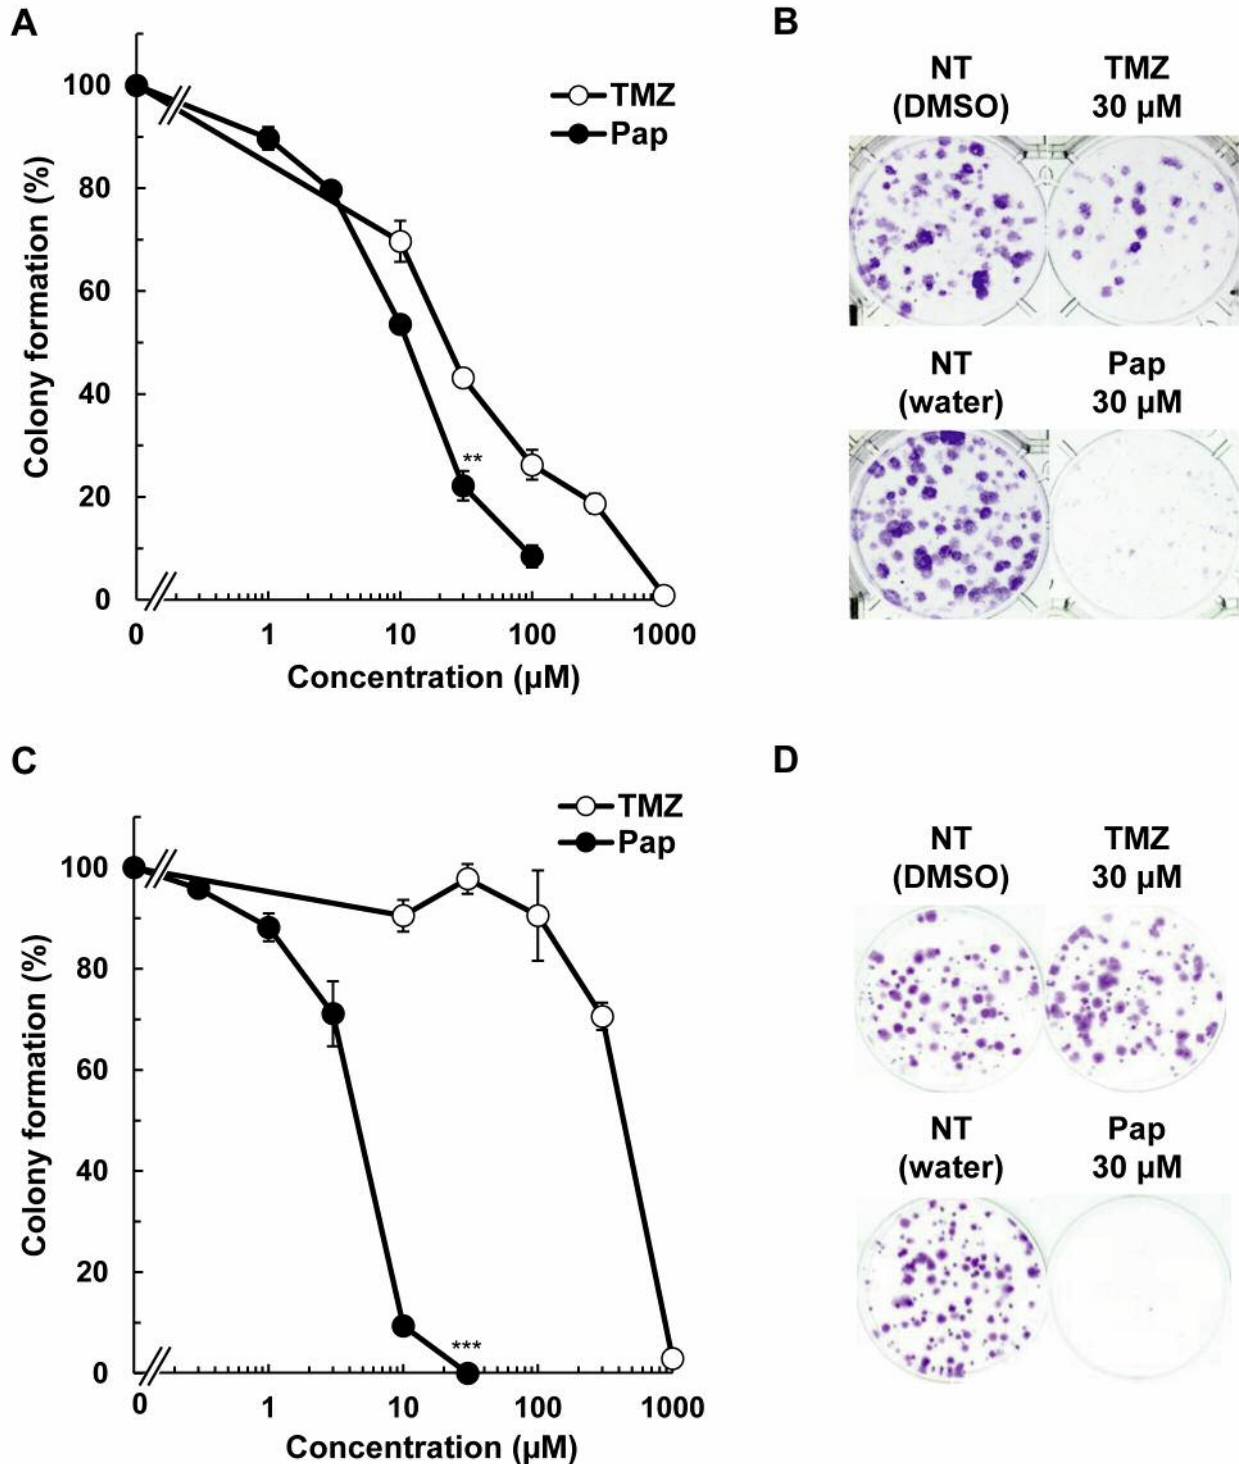 A
Colony formation (%)
100
80
60
40
20
0
0 1 10 100 1000
Concentration (µM)
TMZ
Pap
**
B
NT TMZ
(DMSO) 30 µM
NT Pap
(water) 30 µM
C
Colony formation (%)
100
80
60
40
20
0
0 1 10 100 1000
Concentration (µM)
TMZ
Pap
***
D
NT TMZ
(DMSO) 30 µM
NT Pap
(water) 30 µM